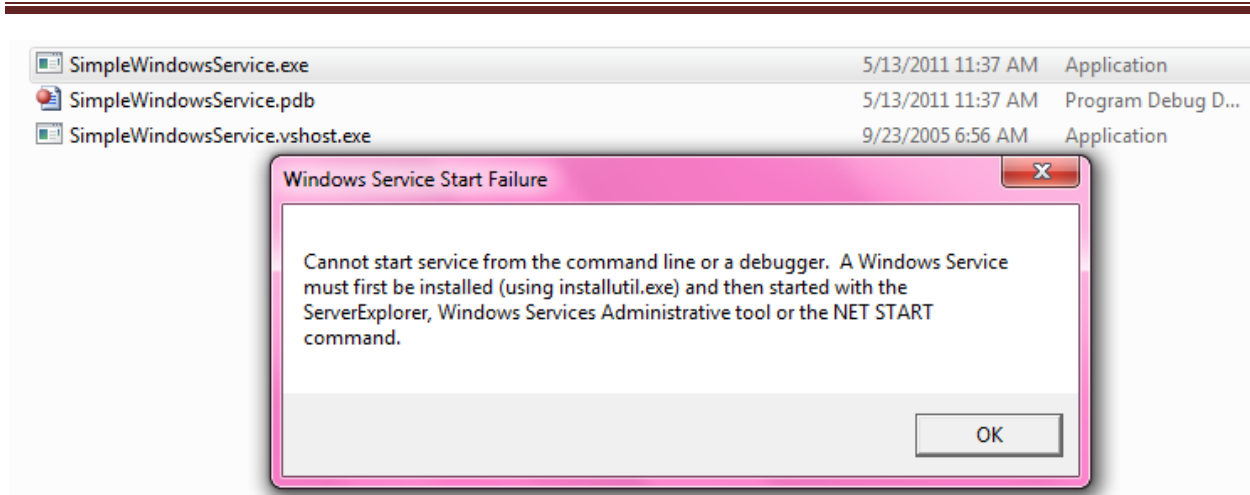 SimpleWindowsService.exe 5/13/2011 11:37 AM Application
SimpleWindowsService.pdb 5/13/2011 11:37 AM Program Debug D...
SimpleWindowsService.vshost.exe 9/23/2005 6:56 AM Application
Windows Service Start Failure
Cannot start service from the command line or a debugger. A Windows Service
must first be installed (using installutil.exe) and then started with the
ServerExplorer, Windows Services Administrative tool or the NET START
command.
OK